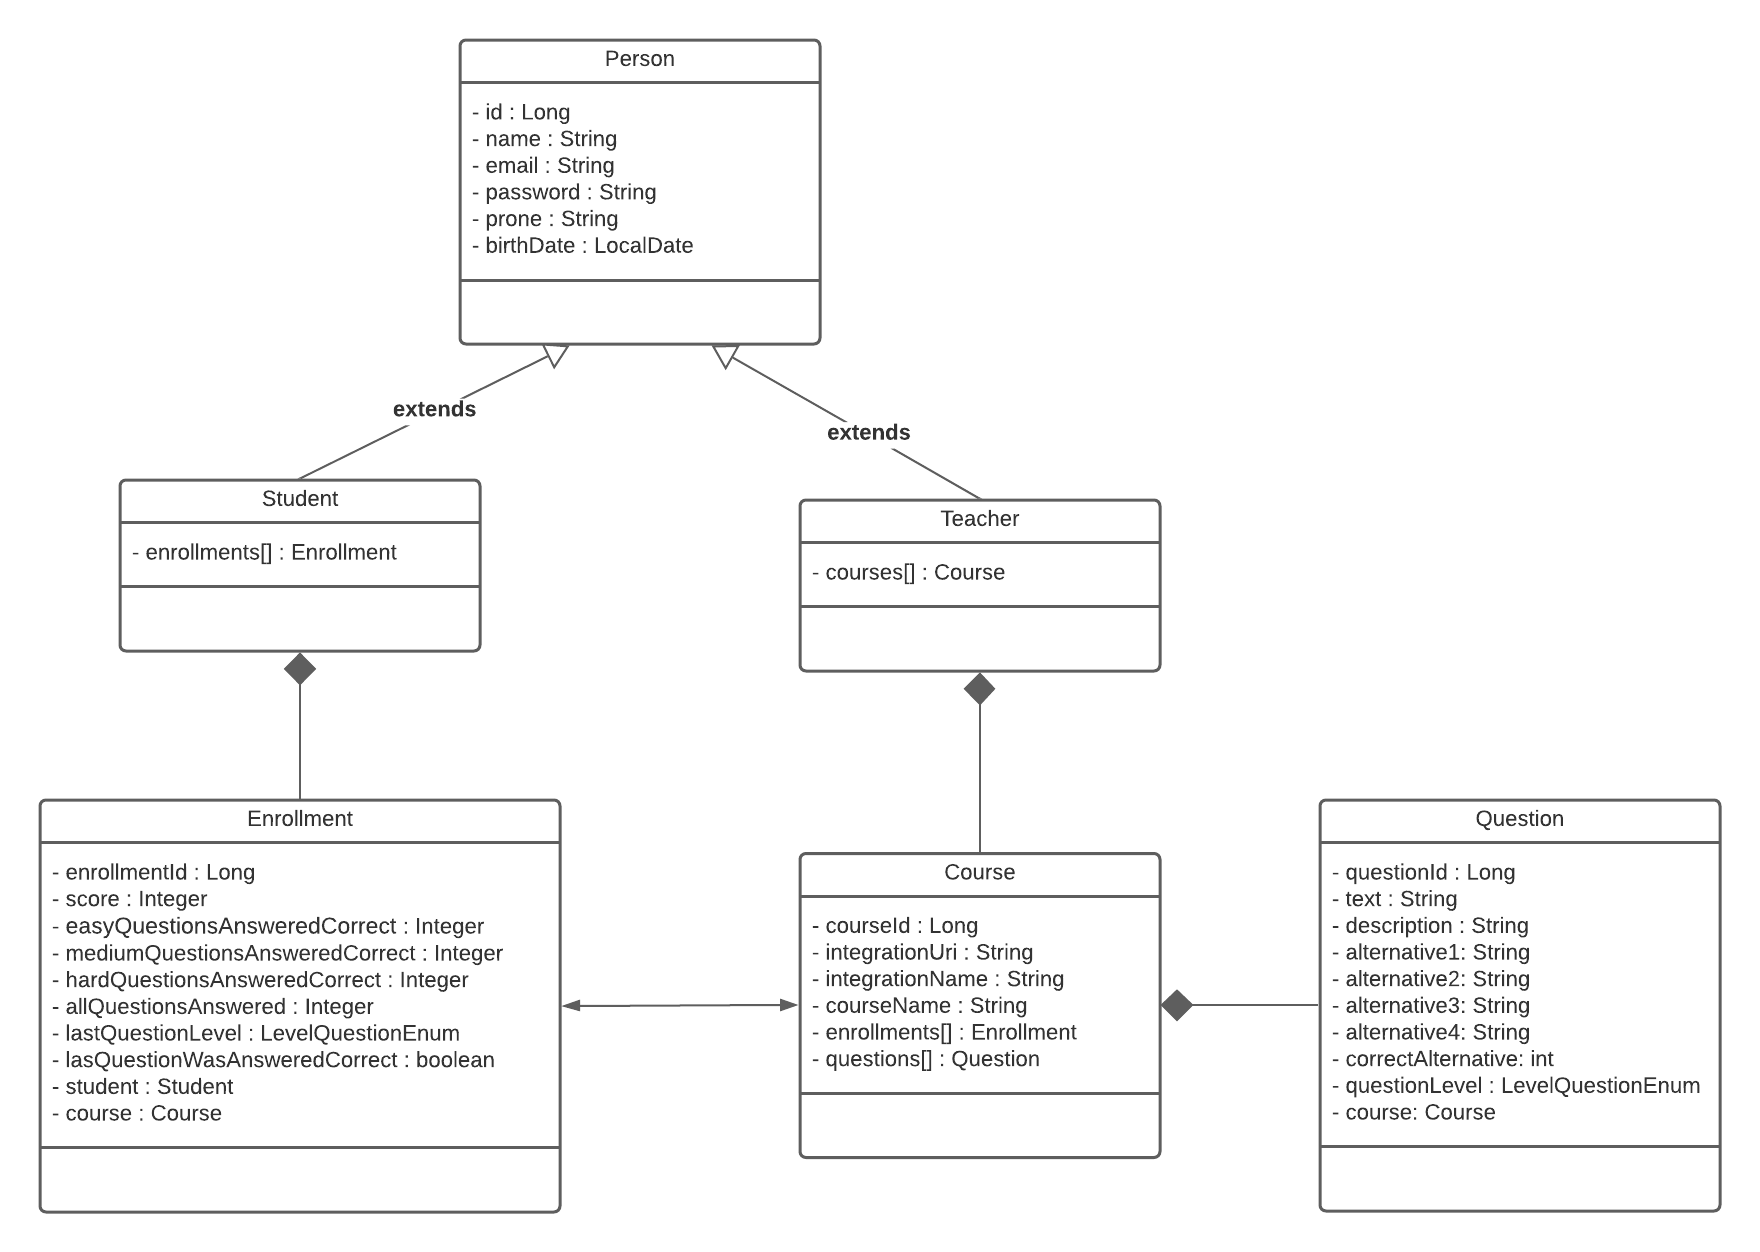 Person
- id : Long
- name : String
- email : String
- password : String
- prone : String
- birthDate : LocalDate
extends
extends
Student
- enrollments[] : Enrollment
Teacher
- courses[] : Course
Enrollment
- enrollmentId : Long
- score : Integer
- easyQuestionsAnsweredCorrect : Integer
- mediumQuestionsAnsweredCorrect : Integer
- hardQuestionsAnsweredCorrect : Integer
- allQuestionsAnswered : Integer
- lastQuestionLevel : LevelQuestionEnum
- lasQuestionWasAnsweredCorrect : boolean
- student : Student
- course : Course
Course
- courseId : Long
- integrationUri : String
- integrationName : String
- courseName : String
- enrollments[] : Enrollment
- questions[] : Question
Question
- questionId : Long
- text : String
- description : String
- alternative1: String
- alternative2: String
- alternative3: String
- alternative4: String
- correctAlternative: int
- questionLevel : LevelQuestionEnum
- course: Course